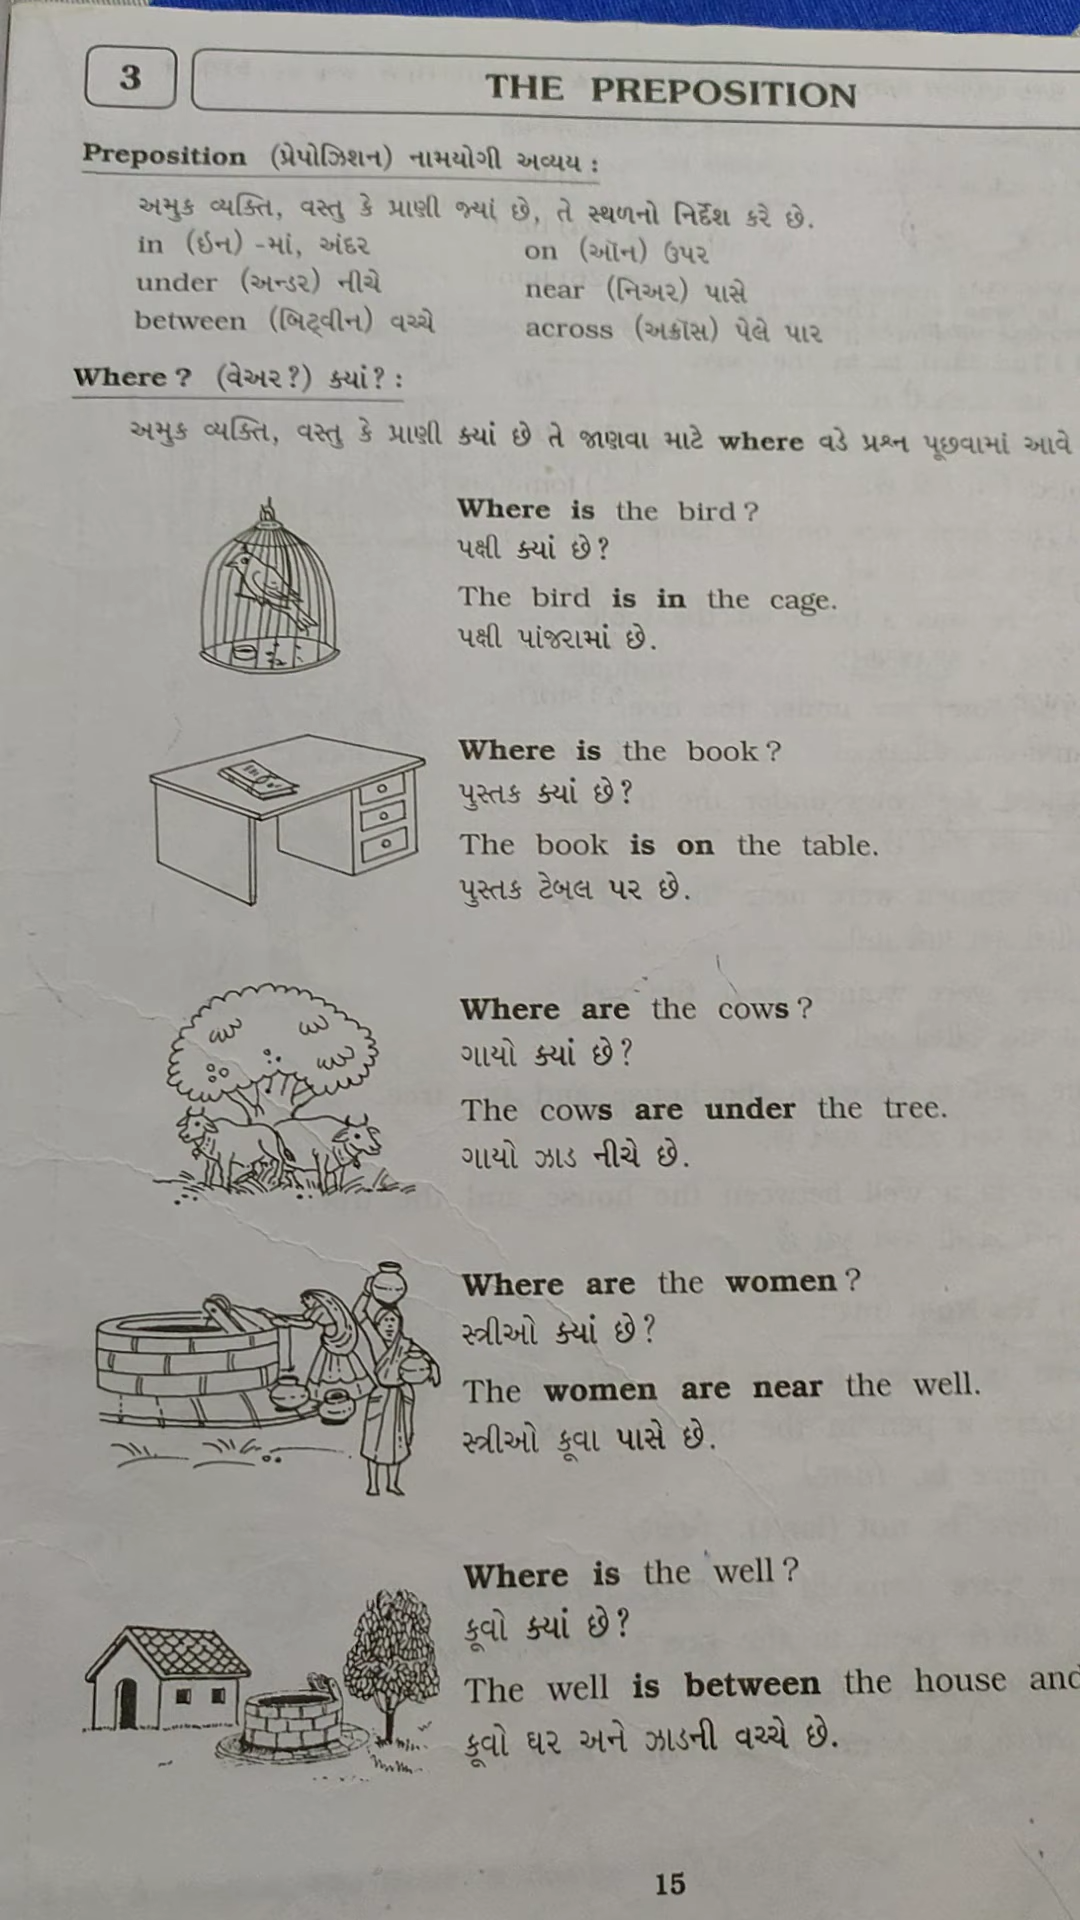 3
THE PREPOSITION
Preposition (પ્રેપોઝિશન) નામયોગી અવ્યય :
અમુક વ્યક્તિ, વસ્તુ કે પ્રાણી જ્યાં છે, તે સ્થળનો નિર્દેશ કરે છે.
in (ઇન) -માં, અંદર
on (ઑન) ઉપર
under (અન્ડર) નીચે
near (નિઅર) પાસે
between (બિટ્વીન) વચ્ચે
across (અક્રૉસ) પેલે પાર
Where ? (વેઅર?) ક્યાં? :
અમુક વ્યક્તિ, વસ્તુ કે પ્રાણી ક્યાં છે તે જાણવા માટે where વડે પ્રશ્ન પૂછવામાં આવે
Where is the bird ?
પક્ષી ક્યાં છે?
The bird is in the cage.
પક્ષી પાંજરામાં છે.
Where is the book ?
પુસ્તક ક્યાં છે?
The book is on the table.
પુસ્તક ટેબલ પર છે.
Where are the cows ?
ગાયો ક્યાં છે?
The cows are under the tree.
ગાયો ઝાડ નીચે છે.
Where are the women ?
સ્ત્રીઓ ક્યાં છે?
The women are near the well.
સ્ત્રીઓ કૂવા પાસે છે.
Where is the well ?
કૂવો ક્યાં છે?
The well is between the house and
કૂવો ઘર અને ઝાડની વચ્ચે છે.
15